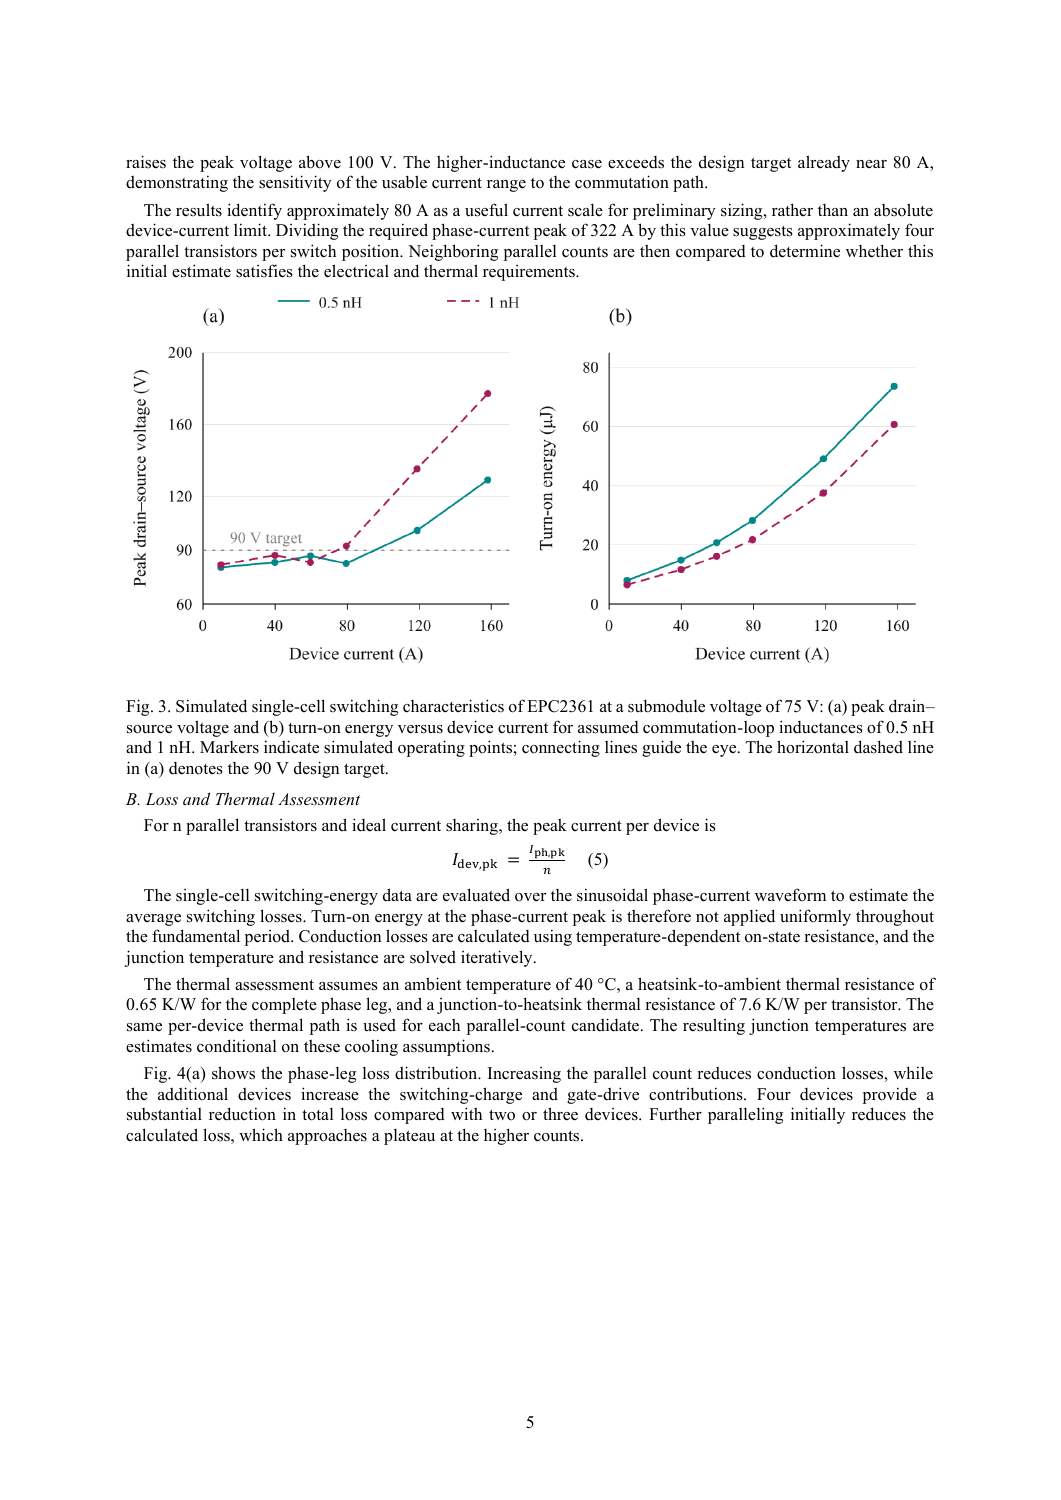 raises the peak voltage above 100 V. The higher-inductance case exceeds the design target already near 80 A,
demonstrating the sensitivity of the usable current range to the commutation path.
The results identify approximately 80 A as a useful current scale for preliminary sizing, rather than an absolute
device-current limit. Dividing the required phase-current peak of 322 A by this value suggests approximately four
parallel transistors per switch position. Neighboring parallel counts are then compared to determine whether this
initial estimate satisfies the electrical and thermal requirements.
0.5 nH
1 nH
(a)
Peak drain–source voltage (V)
200
160
120
90
60
90 V target
0
40
80
120
160
Device current (A)
(b)
Turn-on energy (μJ)
80
60
40
20
0
0
40
80
120
160
Device current (A)
Fig. 3. Simulated single-cell switching characteristics of EPC2361 at a submodule voltage of 75 V: (a) peak drain–
source voltage and (b) turn-on energy versus device current for assumed commutation-loop inductances of 0.5 nH
and 1 nH. Markers indicate simulated operating points; connecting lines guide the eye. The horizontal dashed line
in (a) denotes the 90 V design target.
B. Loss and Thermal Assessment
For n parallel transistors and ideal current sharing, the peak current per device is
I_dev,pk = I_ph,pk / n (5)
The single-cell switching-energy data are evaluated over the sinusoidal phase-current waveform to estimate the
average switching losses. Turn-on energy at the phase-current peak is therefore not applied uniformly throughout
the fundamental period. Conduction losses are calculated using temperature-dependent on-state resistance, and the
junction temperature and resistance are solved iteratively.
The thermal assessment assumes an ambient temperature of 40 °C, a heatsink-to-ambient thermal resistance of
0.65 K/W for the complete phase leg, and a junction-to-heatsink thermal resistance of 7.6 K/W per transistor. The
same per-device thermal path is used for each parallel-count candidate. The resulting junction temperatures are
estimates conditional on these cooling assumptions.
Fig. 4(a) shows the phase-leg loss distribution. Increasing the parallel count reduces conduction losses, while
the additional devices increase the switching-charge and gate-drive contributions. Four devices provide a
substantial reduction in total loss compared with two or three devices. Further paralleling initially reduces the
calculated loss, which approaches a plateau at the higher counts.
5